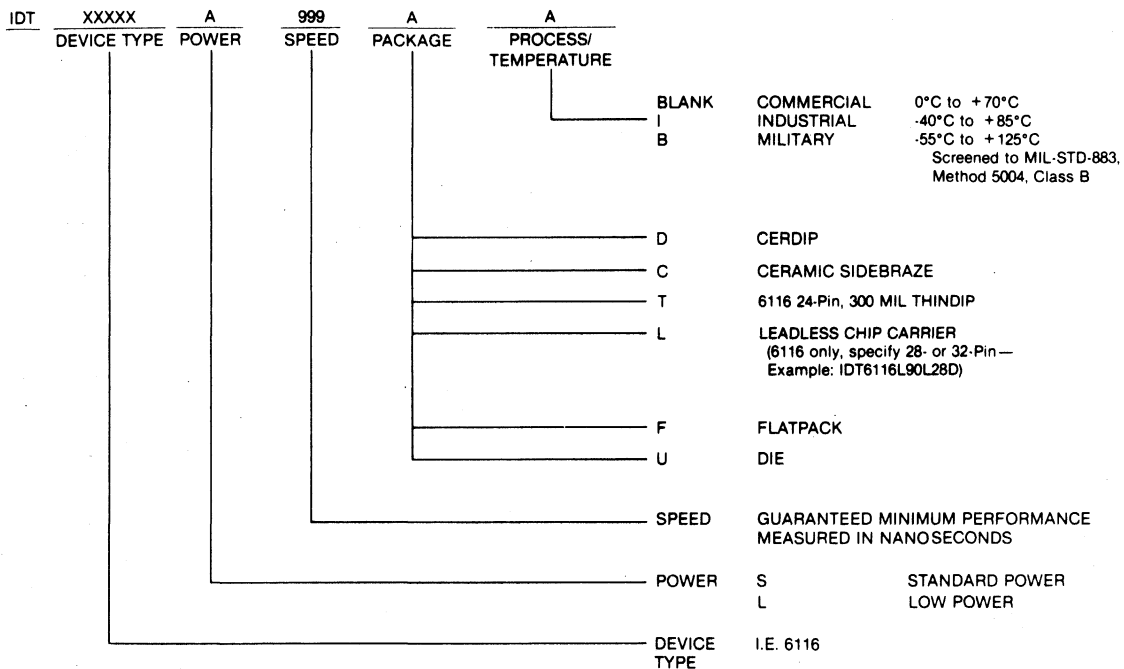 IDT XXXXX A 999 A A
DEVICE TYPE POWER SPEED PACKAGE PROCESS/
TEMPERATURE
BLANK COMMERCIAL 0°C to +70°C
I INDUSTRIAL -40°C to +85°C
B MILITARY -55°C to +125°C
Screened to MIL-STD-883,
Method 5004, Class B
D CERDIP
C CERAMIC SIDEBRAZE
T 6116 24-Pin, 300 MIL THINDIP
L LEADLESS CHIP CARRIER
(6116 only, specify 28- or 32-Pin—
Example: IDT6116L90L28D)
F FLATPACK
U DIE
SPEED GUARANTEED MINIMUM PERFORMANCE
MEASURED IN NANOSECONDS
POWER S STANDARD POWER
L LOW POWER
DEVICE I.E. 6116
TYPE